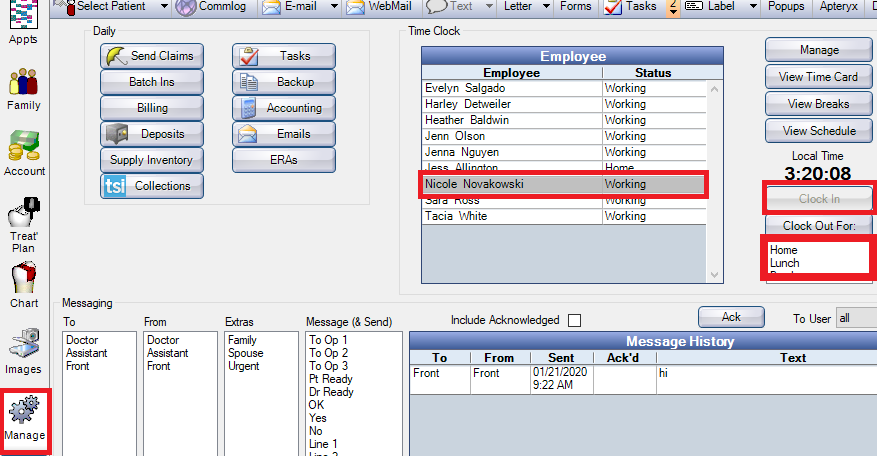 Select Patient
Commlog
E-mail
WebMail
Text
Letter
Forms
Tasks
2
Label
Popups
Apteryx
Appts
Family
Account
Treat'
Plan
Chart
Images
Manage
Daily
Send Claims
Tasks
Batch Ins
Backup
Billing
Accounting
Deposits
Emails
Supply Inventory
ERAs
tsi Collections
Time Clock
Employee
Employee Status
Evelyn Salgado Working
Harley Detweiler Working
Heather Baldwin Working
Jenn Olson Working
Jenna Nguyen Working
Jess Allington Home
Nicole Novakowski Working
Sara Ross Working
Tacia White Working
Manage
View Time Card
View Breaks
View Schedule
Local Time
3:20:08
Clock In
Clock Out For:
Home
Lunch
Messaging
To
Doctor
Assistant
Front
From
Doctor
Assistant
Front
Extras
Family
Spouse
Urgent
Message (& Send)
To Op 1
To Op 2
To Op 3
Pt Ready
Dr Ready
OK
Yes
No
Line 1
Include Acknowledged
Ack
To User all
Message History
To From Sent Ack'd Text
Front Front 01/21/2020 hi
9:22 AM